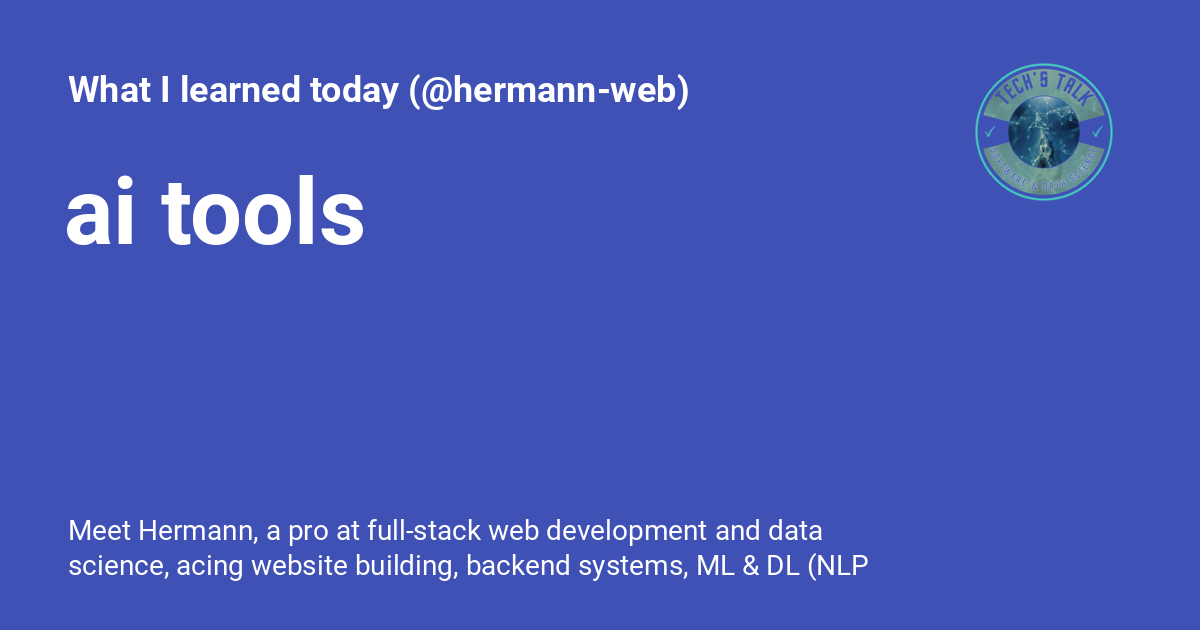 What I learned today (@hermann-web)
TECH'S TALK
SOFTWARE & DATA SCIENCE
ai tools
Meet Hermann, a pro at full-stack web development and data
science, acing website building, backend systems, ML & DL (NLP